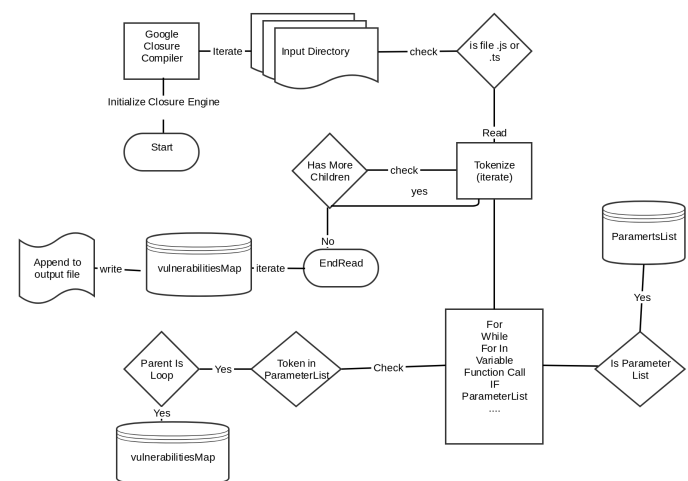 Google
Closure
Compiler
Iterate
Input Directory
check
is file .js or
.ts
Initialize Closure Engine
Start
Read
Has More
Children
check
Tokenize
(iterate)
yes
No
ParamertsList
Append to
output file
write
vulnerabilitiesMap
iterate
EndRead
Yes
For
While
For In
Variable
Function Call
IF
ParameterList
....
Is Parameter
List
Parent Is
Loop
Yes
Token in
ParameterList
Check
Yes
vulnerabilitiesMap